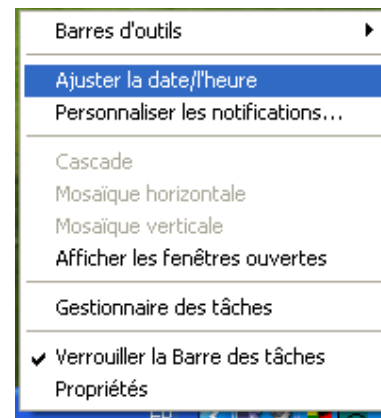 Barres d'outils
Ajuster la date/l'heure
Personnaliser les notifications...
Cascade
Mosaïque horizontale
Mosaïque verticale
Afficher les fenêtres ouvertes
Gestionnaire des tâches
Verrouiller la Barre des tâches
Propriétés